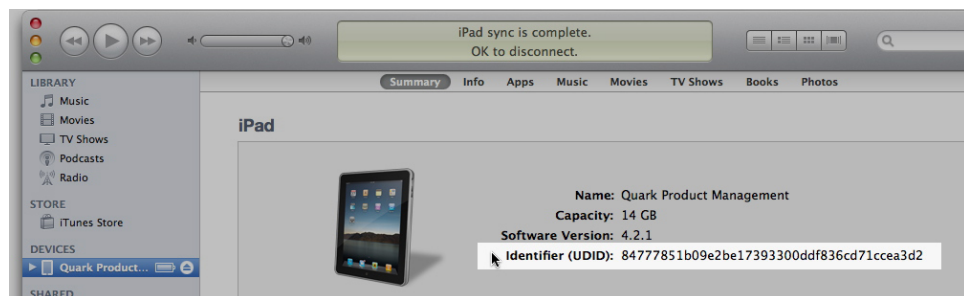 iPad sync is complete.
OK to disconnect.
LIBRARY
Music
Movies
TV Shows
Podcasts
Radio
STORE
iTunes Store
DEVICES
Quark Product...
SHARED
Summary Info Apps Music Movies TV Shows Books Photos
iPad
Name: Quark Product Management
Capacity: 14 GB
Software Version: 4.2.1
Identifier (UDID): 84777851b09e2be17393300ddf836cd71ccea3d2